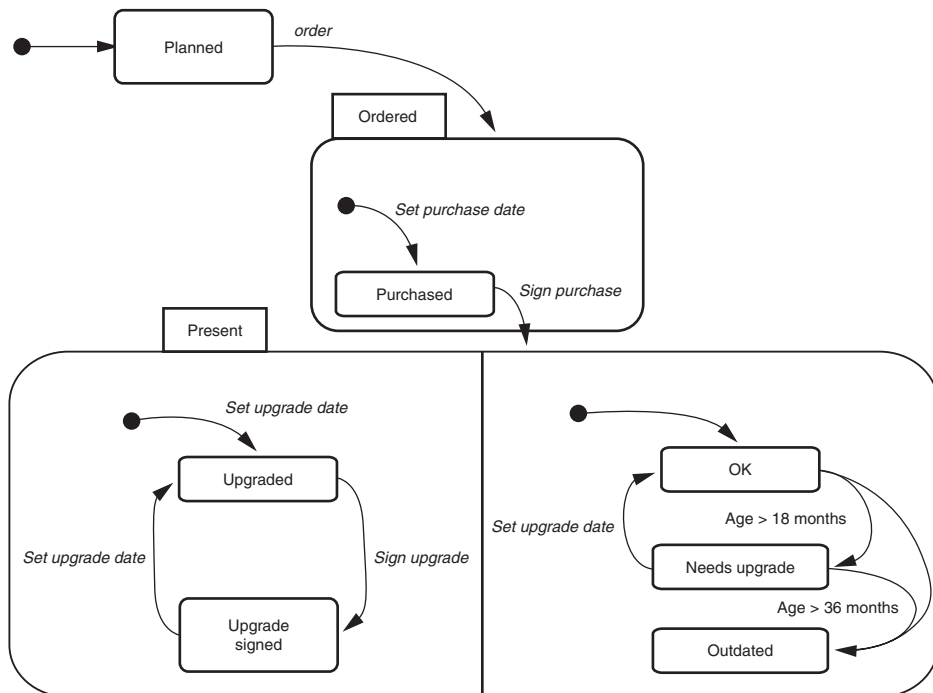 order
Planned
Ordered
Set purchase date
Purchased
Sign purchase
Present
Set upgrade date
Upgraded
Set upgrade date
Sign upgrade
Upgrade
signed
OK
Age > 18 months
Set upgrade date
Needs upgrade
Age > 36 months
Outdated